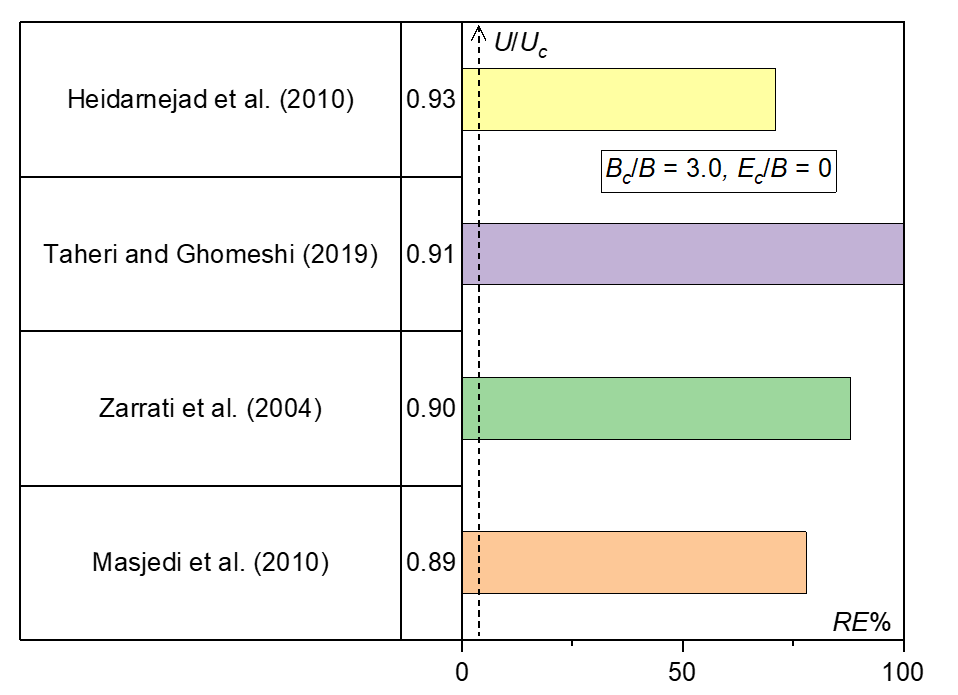 U/Uc
Heidarnejad et al. (2010) 0.93
Bc/B = 3.0, Ec/B = 0
Taheri and Ghomeshi (2019) 0.91
Zarrati et al. (2004) 0.90
Masjedi et al. (2010) 0.89
RE%
0 50 100